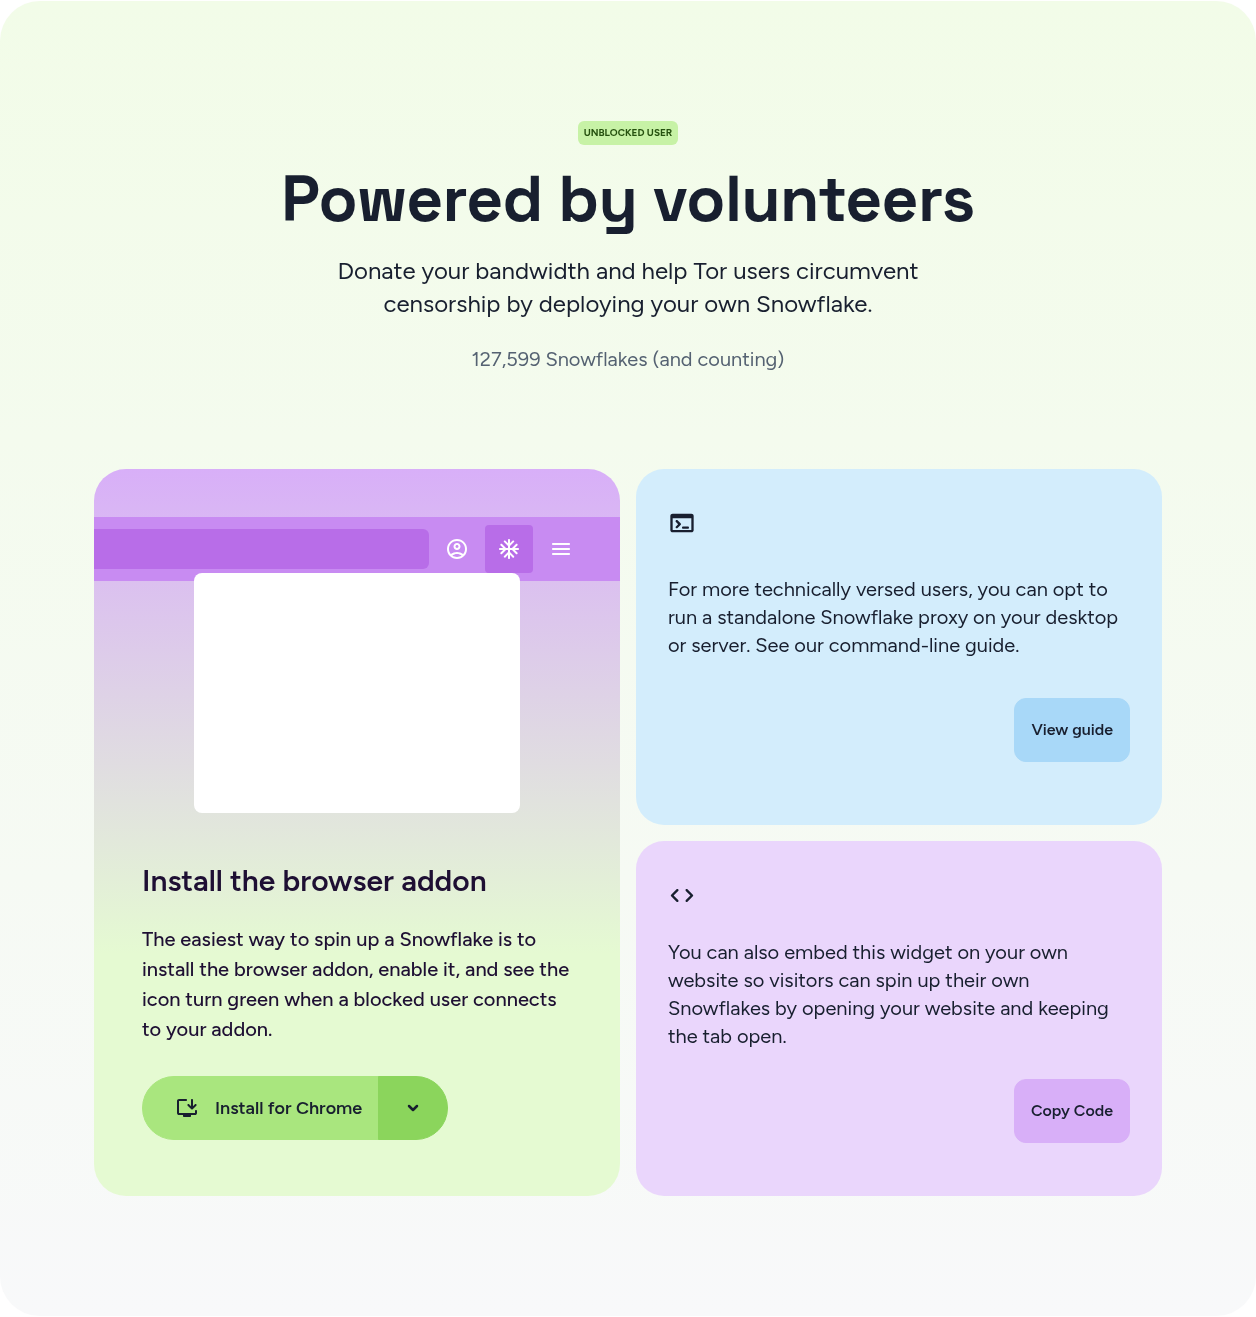 UNBLOCKED USER
Powered by volunteers
Donate your bandwidth and help Tor users circumvent
censorship by deploying your own Snowflake.
127,599 Snowflakes (and counting)
Install the browser addon
The easiest way to spin up a Snowflake is to
install the browser addon, enable it, and see the
icon turn green when a blocked user connects
to your addon.
Install for Chrome
For more technically versed users, you can opt to
run a standalone Snowflake proxy on your desktop
or server. See our command-line guide.
View guide
You can also embed this widget on your own
website so visitors can spin up their own
Snowflakes by opening your website and keeping
the tab open.
Copy Code